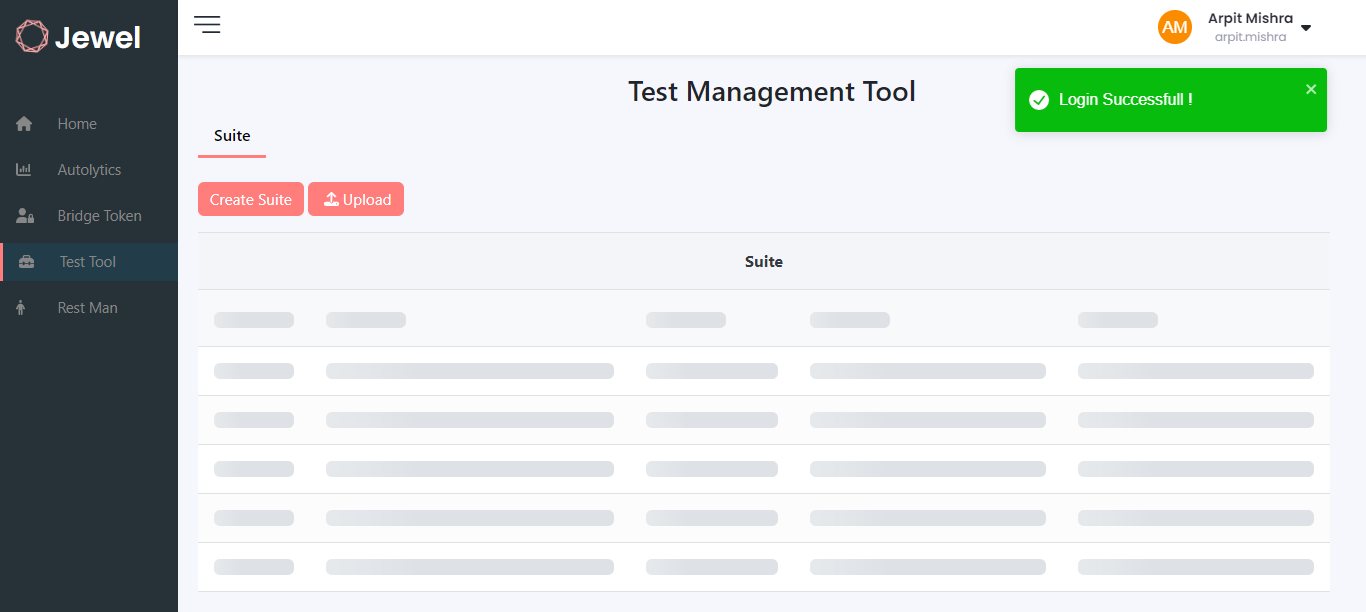 Jewel
Home
Autolytics
Bridge Token
Test Tool
Rest Man
AM
Arpit Mishra
arpit.mishra
Test Management Tool
Login Successfull !
Suite
Create Suite
Upload
Suite